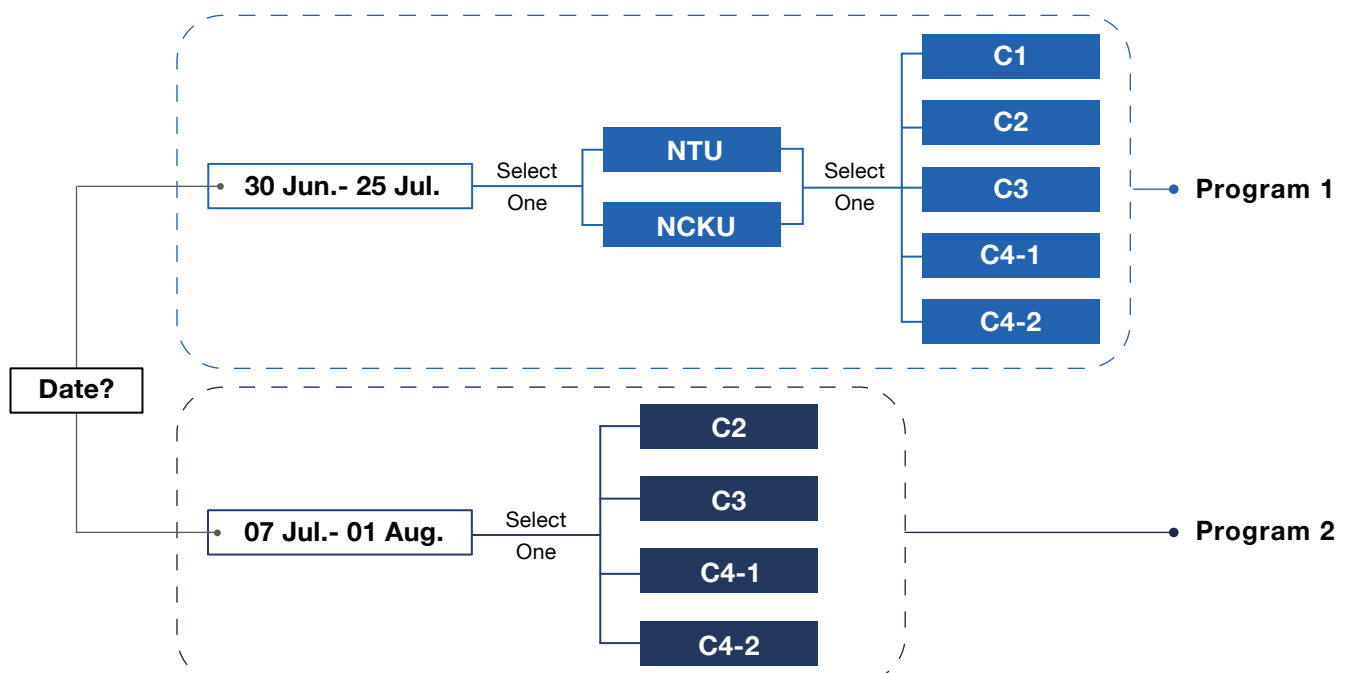 Date?
30 Jun.- 25 Jul.
Select
One
NTU
NCKU
Select
One
C1
C2
C3
C4-1
C4-2
Program 1
07 Jul.- 01 Aug.
Select
One
C2
C3
C4-1
C4-2
Program 2